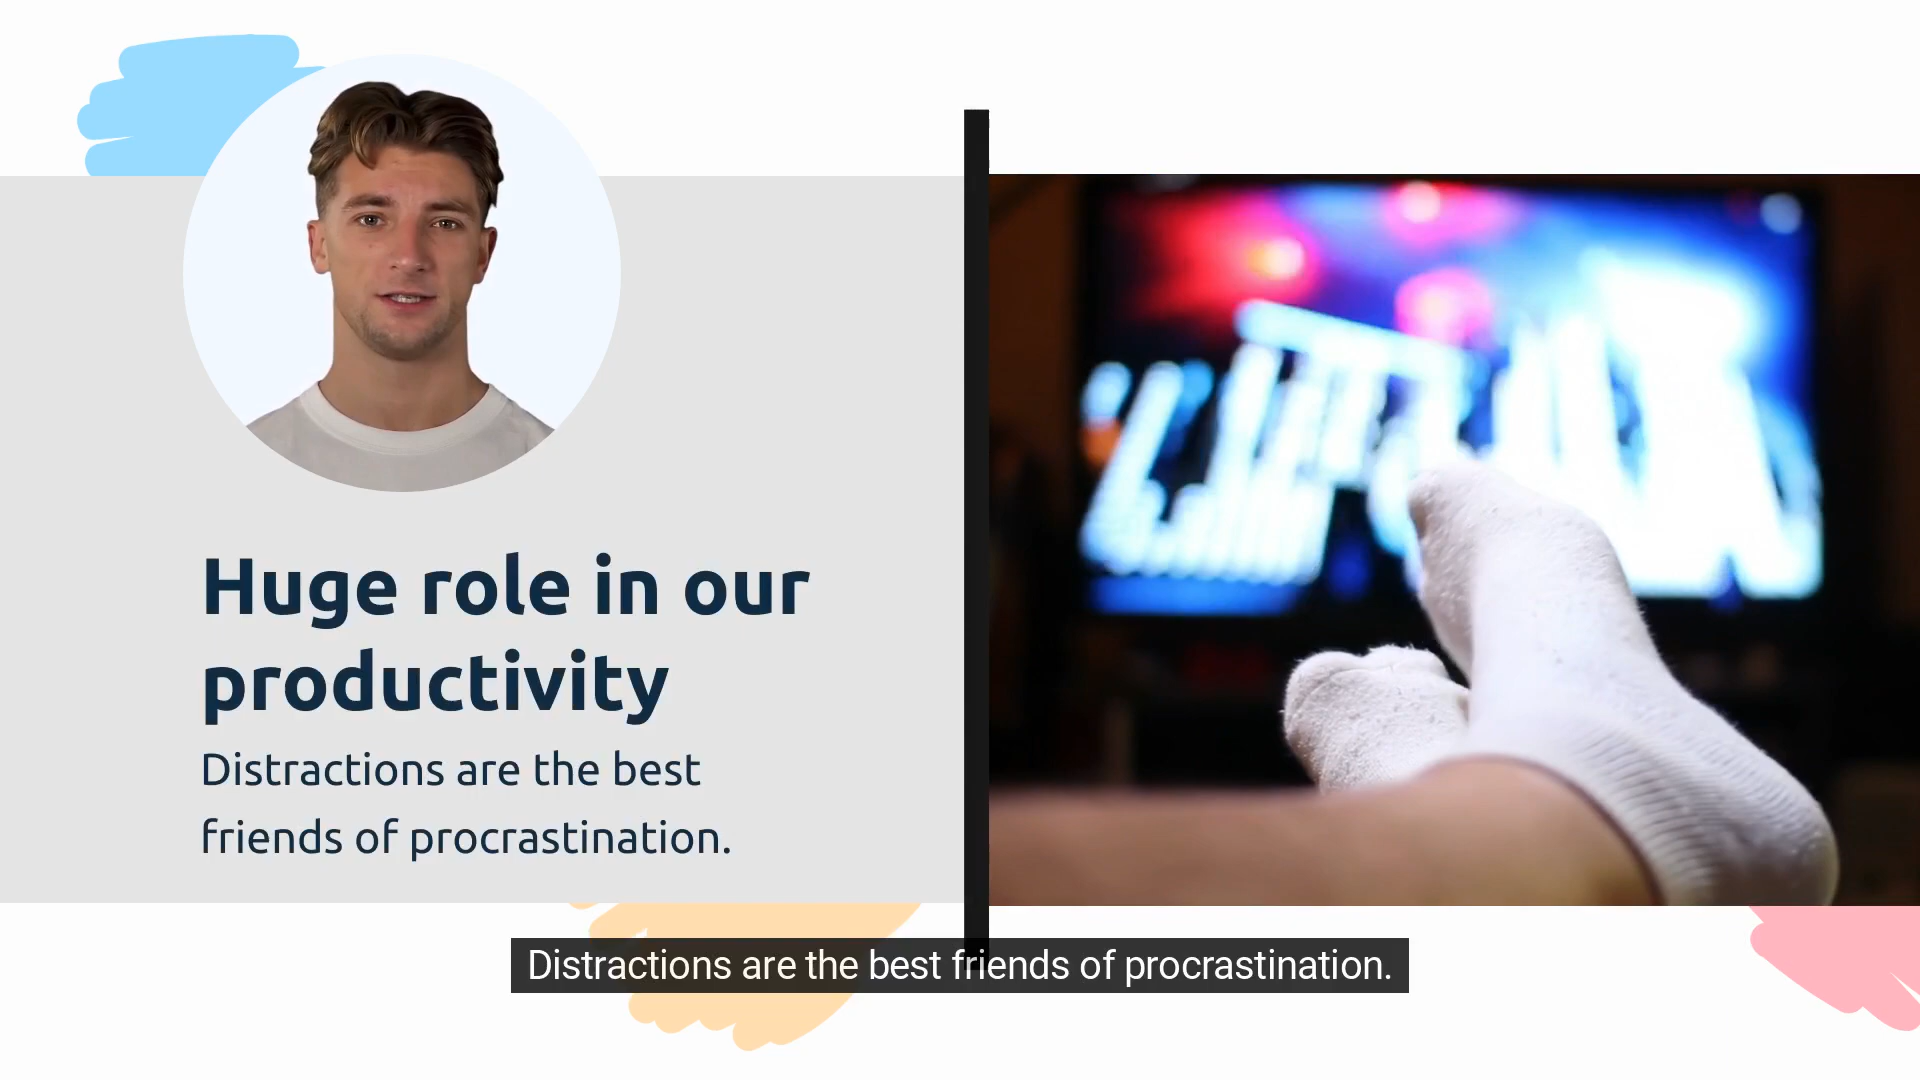 Huge role in our
productivity
Distractions are the best
friends of procrastination.
Distractions are the best friends of procrastination.